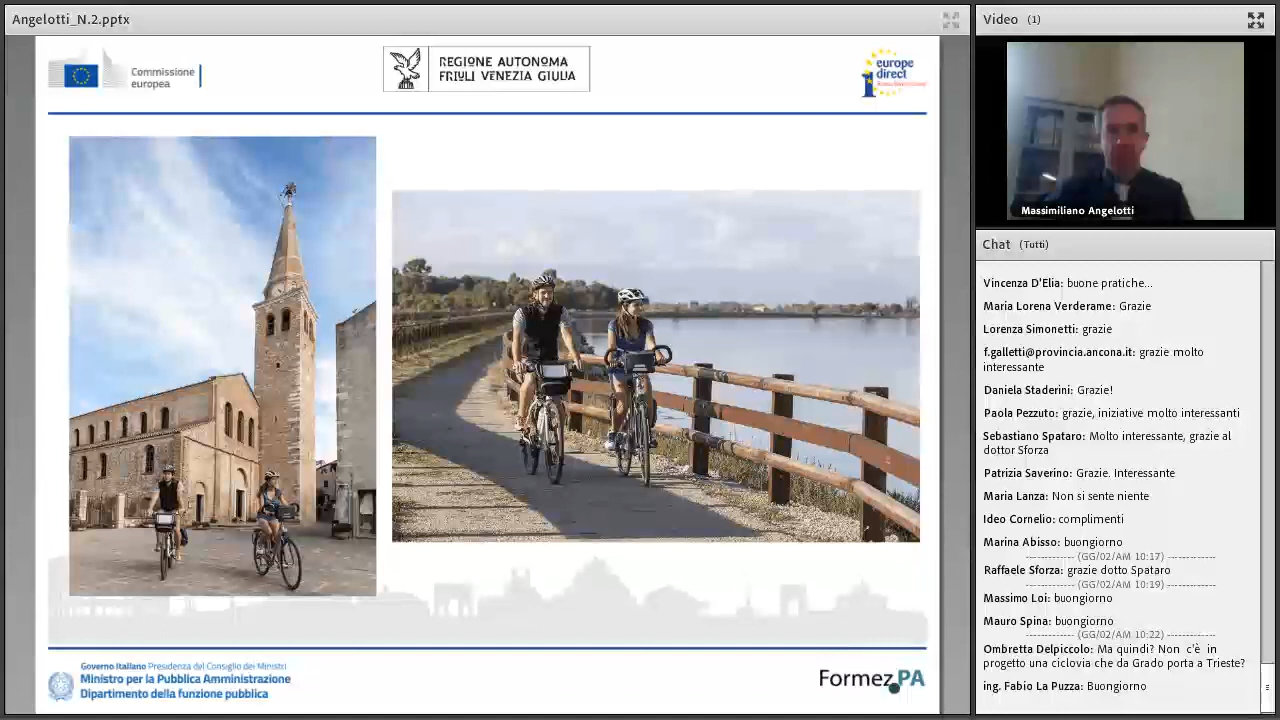 Angelotti_N.2.pptx
Commissione
europea
REGIONE AUTONOMA
FRIULI VENEZIA GIULIA
europe
direct
Governo Italiano Presidenza del Consiglio dei Ministri
Ministro per la Pubblica Amministrazione
Dipartimento della funzione pubblica
Formez PA
Video (1)
Massimiliano Angelotti
Chat (Tutti)
Vincenza D'Elia: buone pratiche...
Maria Lorena Verderame: Grazie
Lorenza Simonetti: grazie
f.galletti@provincia.ancona.it: grazie molto
interessante
Daniela Staderini: Grazie!
Paola Pezzuto: grazie, iniziative molto interessanti
Sebastiano Spataro: Molto interessante, grazie al
dottor Sforza
Patrizia Saverino: Grazie. Interessante
Maria Lanza: Non si sente niente
Ideo Cornelio: complimenti
Marina Abisso: buongiorno
------------ (GG/02/AM 10:17) ------------
Raffaele Sforza: grazie dotto Spataro
------------ (GG/02/AM 10:19) ------------
Massimo Loi: buongiorno
Mauro Spina: buongiorno
------------ (GG/02/AM 10:22) ------------
Ombretta Delpiccolo: Ma quindi? Non c'è in
progetto una ciclovia che da Grado porta à Trieste?
ing. Fabio La Puzza: Buongiorno